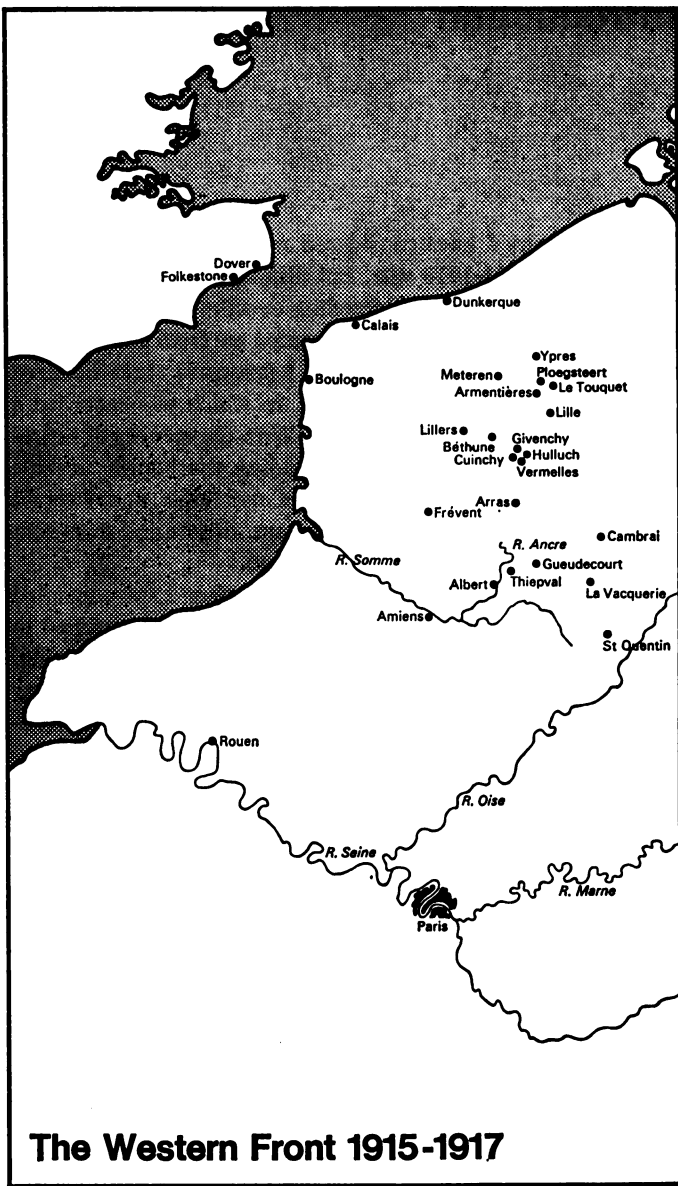 Dover
Folkestone
Dunkerque
Calais
Ypres
Ploegsteert
Meteren
Boulogne
Le Touquet
Armentières
Lille
Lillers
Givenchy
Béthune
Hulluch
Cuinchy
Vermelles
Arras
Frévent
Cambrai
R. Ancre
R. Somme
Gueudecourt
Thiepval
Albert
La Vacquerie
Amiens
St Quentin
Rouen
R. Oise
R. Seine
R. Marne
Paris
The Western Front 1915-1917